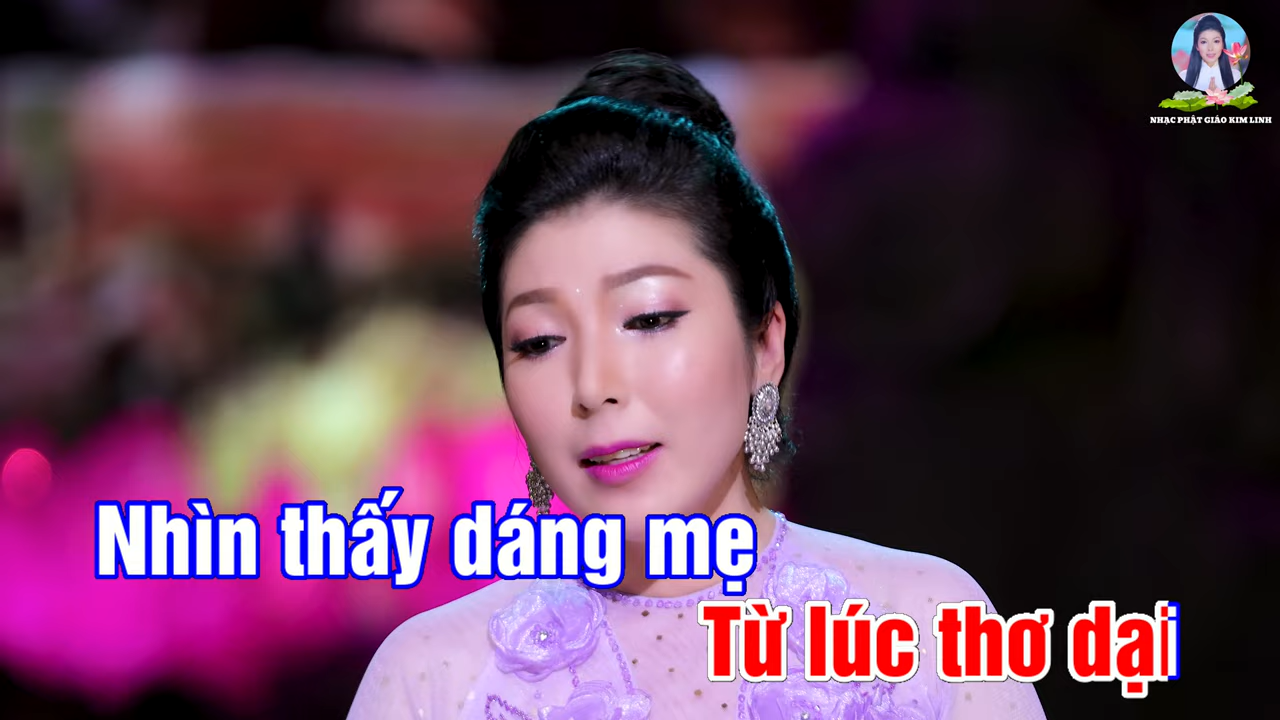 NHẠC PHẬT GIÁO KIM LINH
Nhìn thấy dáng mẹ
Từ lúc thơ dại